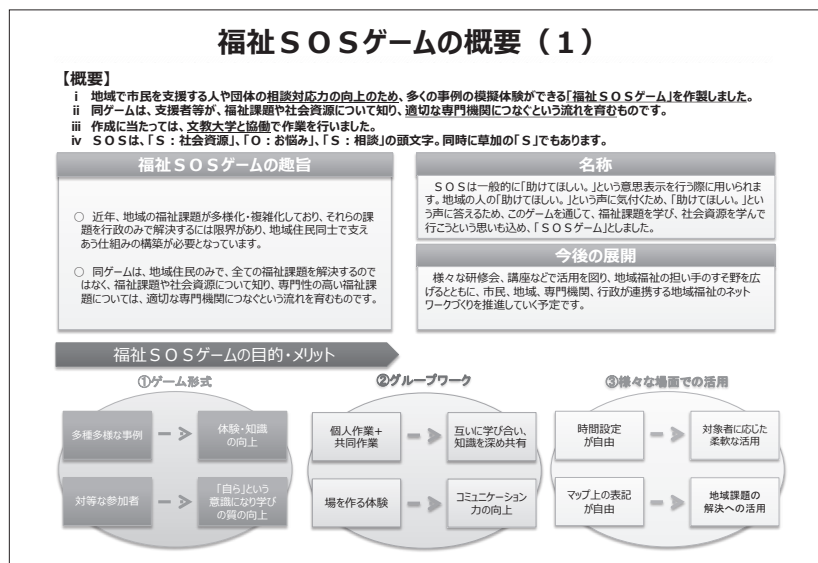 福祉SOSゲームの概要(1)
【概要】
ⅰ 地域で市民を支援する人や団体の相談対応力の向上のため、多くの事例の模擬体験ができる「福祉SOSゲーム」を作製しました。
ⅱ 同ゲームは、支援者等が、福祉課題や社会資源について知り、適切な専門機関につなぐという流れを育むものです。
ⅲ 作成に当たっては、文教大学と協働で作業を行いました。
ⅳ SOSは、「S:社会資源」、「O:お悩み」、「S:相談」の頭文字。同時に草加の「S」でもあります。
福祉SOSゲームの趣旨
○ 近年、地域の福祉課題が多様化・複雑化しており、それらの課
題を行政のみで解決するには限界があり、地域住民同士で支え
あう仕組みの構築が必要となっています。
○ 同ゲームは、地域住民のみで、全ての福祉課題を解決するので
はなく、福祉課題や社会資源について知り、専門性の高い福祉課
題については、適切な専門機関につなぐという流れを育むものです。
名称
SOSは一般的に「助けてほしい。」という意思表示を行う際に用いられま
す。地域の人の「助けてほしい。」という声に気付くため、「助けてほしい。」と
いう声に答えるため、このゲームを通じて、福祉課題を学び、社会資源を学んで
行こうという思いも込め、「SOSゲーム」としました。
今後の展開
様々な研修会、講座などで活用を図り、地域福祉の担い手のすそ野を広
げるとともに、市民、地域、専門機関、行政が連携する地域福祉のネット
ワークづくりを推進していく予定です。
福祉SOSゲームの目的・メリット
①ゲーム形式
多種多様な事例
体験・知識
の向上
対等な参加者
「自ら」という
意識になり学び
の質の向上
②グループワーク
個人作業+
共同作業
互いに学び合い、
知識を深め共有
場を作る体験
コミュニケーション
力の向上
③様々な場面での活用
時間設定
が自由
対象者に応じた
柔軟な活用
マップ上の表記
が自由
地域課題の
解決への活用